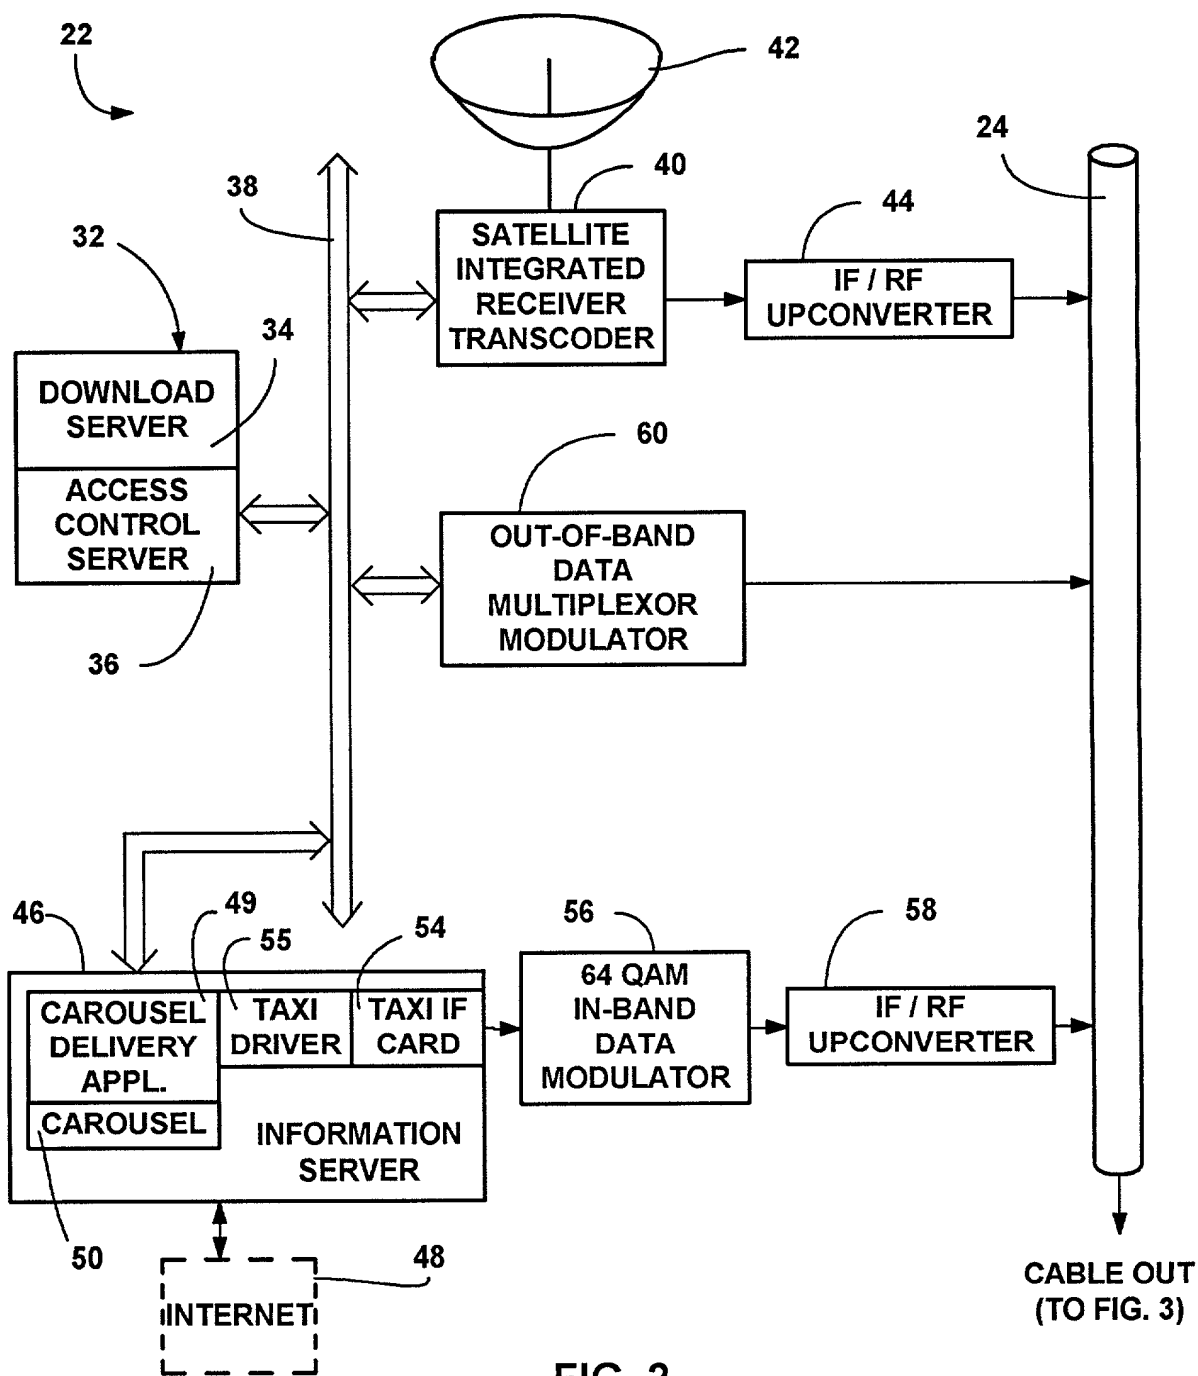 22
42
24
40
38
44
32
SATELLITE
INTEGRATED
RECEIVER
TRANSCODER
IF / RF
UPCONVERTER
34
DOWNLOAD
SERVER
60
ACCESS
CONTROL
SERVER
OUT-OF-BAND
DATA
MULTIPLEXOR
MODULATOR
36
46
49
55
54
56
58
CAROUSEL
DELIVERY
APPL.
TAXI
DRIVER
TAXI IF
CARD
64 QAM
IN-BAND
DATA
MODULATOR
IF / RF
UPCONVERTER
CAROUSEL
INFORMATION
SERVER
50
48
INTERNET
CABLE OUT
(TO FIG. 3)
FIG. 2